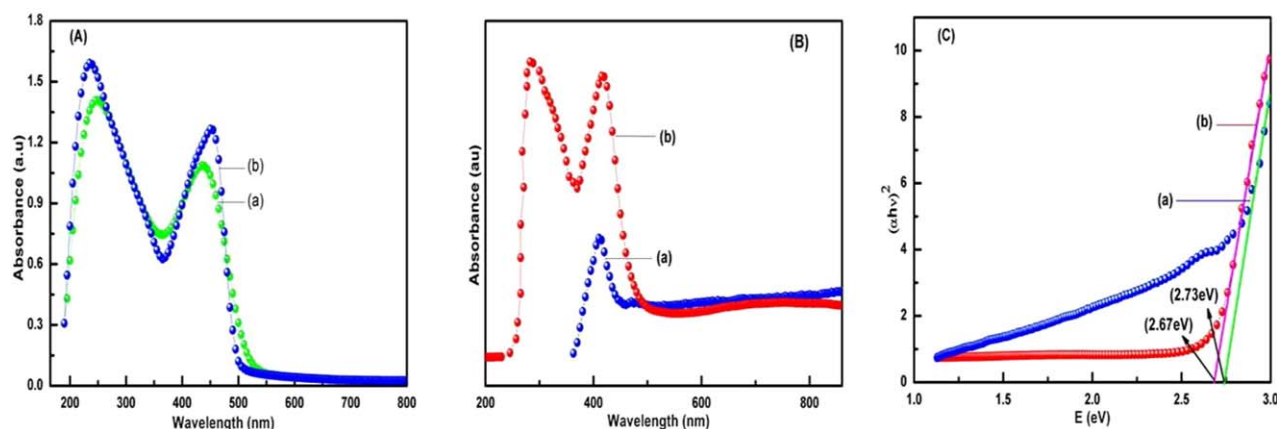 (A)
Absorbance (a.u)
1.8
1.5
1.2
0.9
0.6
0.3
0.0
(b)
(a)
200 300 400 500 600 700 800
Wavelength (nm)
(B)
Absorbance (au)
(b)
(a)
200 400 600 800
Wavelength (nm)
(C)
(αhν)²
10
8
6
4
2
0
(b)
(a)
(2.73eV)
(2.67eV)
1.0 1.5 2.0 2.5 3.0
E (eV)